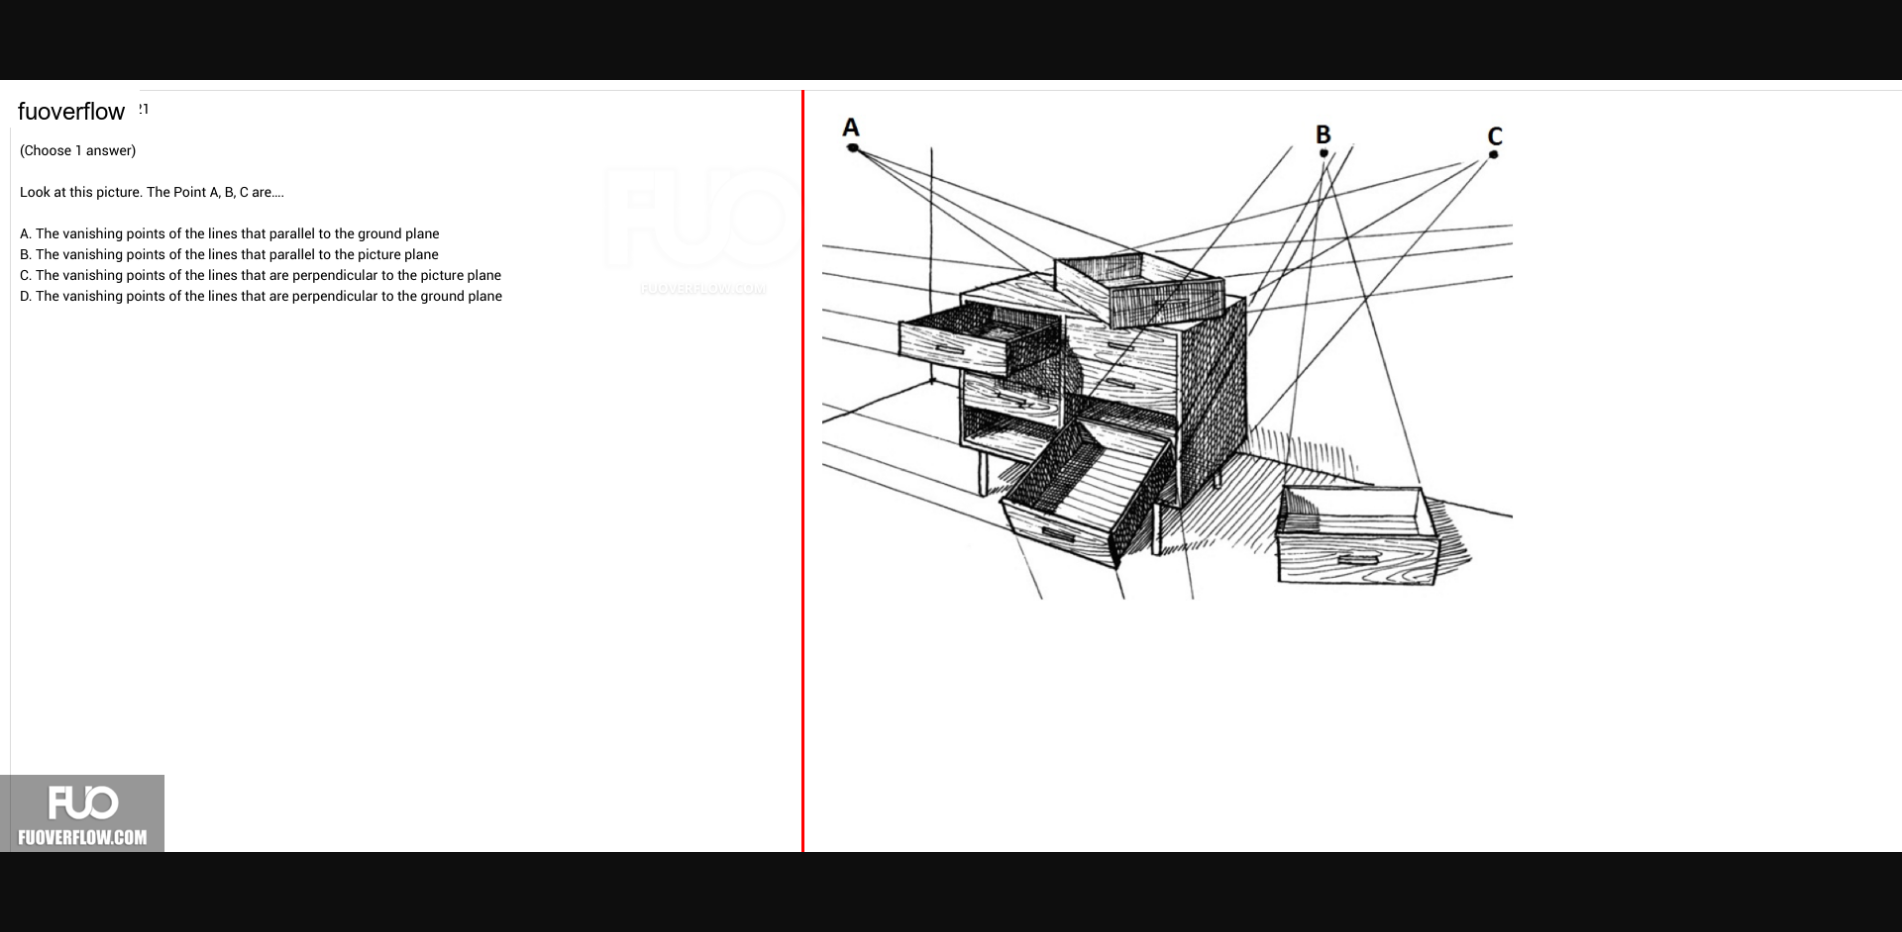 fuoverflow
21
(Choose 1 answer)
Look at this picture. The Point A, B, C are....
A. The vanishing points of the lines that parallel to the ground plane
B. The vanishing points of the lines that parallel to the picture plane
C. The vanishing points of the lines that are perpendicular to the picture plane
D. The vanishing points of the lines that are perpendicular to the ground plane
FUO
FUOVERFLOW.COM
A
B
C
FUO
FUOVERFLOW.COM